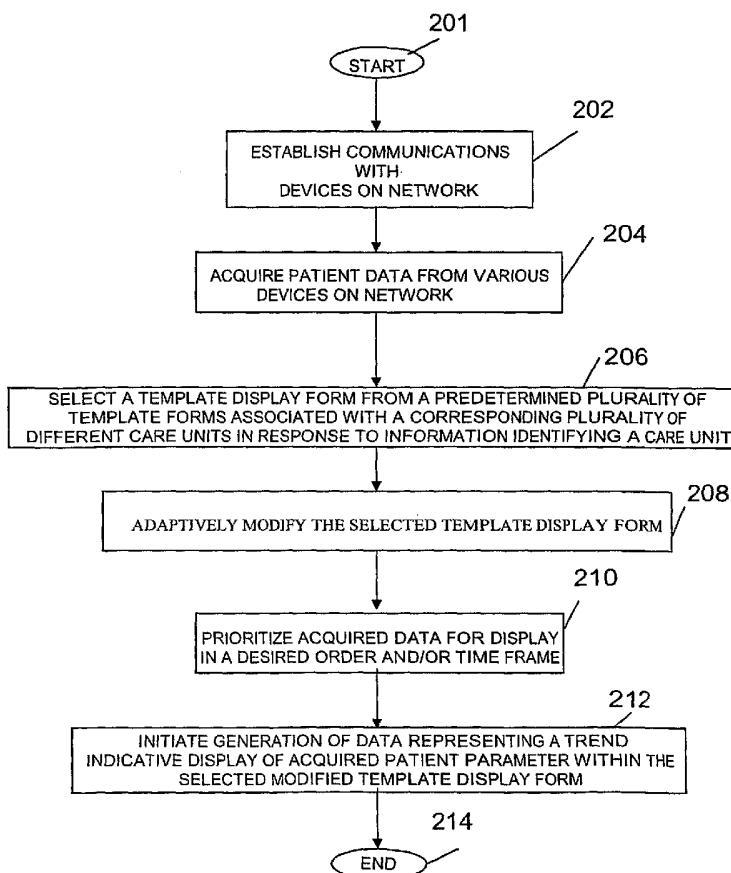 201
START
202
ESTABLISH COMMUNICATIONS
WITH
DEVICES ON NETWORK
204
ACQUIRE PATIENT DATA FROM VARIOUS
DEVICES ON NETWORK
206
SELECT A TEMPLATE DISPLAY FORM FROM A PREDETERMINED PLURALITY OF
TEMPLATE FORMS ASSOCIATED WITH A CORRESPONDING PLURALITY OF
DIFFERENT CARE UNITS IN RESPONSE TO INFORMATION IDENTIFYING A CARE UNIT
208
ADAPTIVELY MODIFY THE SELECTED TEMPLATE DISPLAY FORM
210
PRIORITIZE ACQUIRED DATA FOR DISPLAY
IN A DESIRED ORDER AND/OR TIME FRAME
212
INITIATE GENERATION OF DATA REPRESENTING A TREND
INDICATIVE DISPLAY OF ACQUIRED PATIENT PARAMETER WITHIN THE
SELECTED MODIFIED TEMPLATE DISPLAY FORM
214
END